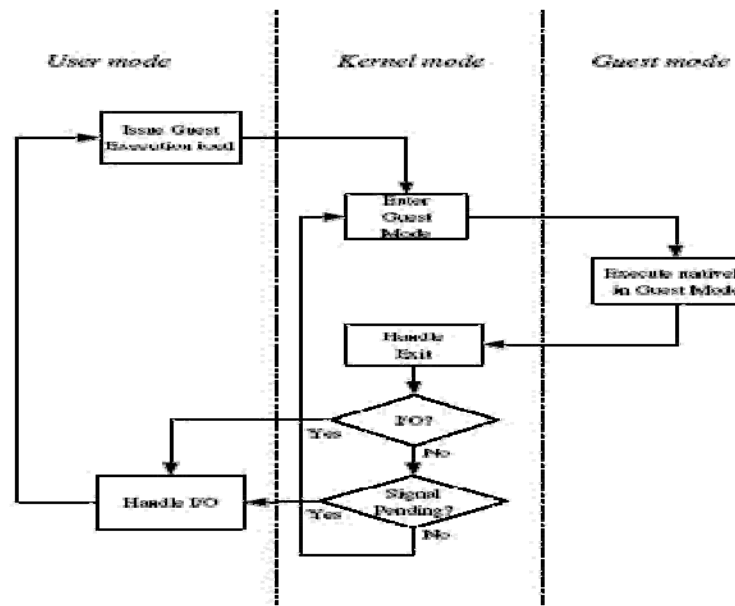 User mode
Kernel mode
Guest mode
Issue Guest
Execution ioctl
Enter
Guest
Mode
Execute nativel
in Guest Mode
Handle
Exit
I/O?
Yes
No
Handle I/O
Signal
Pending?
Yes
No